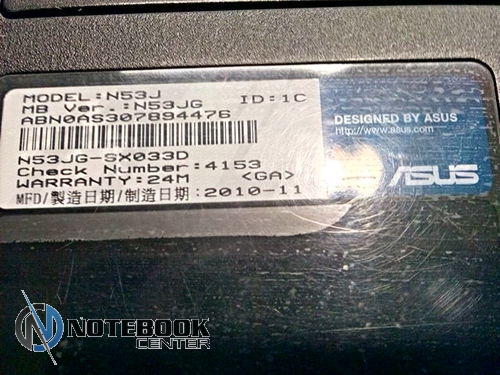 MODEL:N53J ID:1C
MB Ver.:N53JG
ABN0AS307894476
N53JG-SX033D
Check Number:4153
WARRANTY:24M <GA>
MFD/製造日期/制造日期:2010-11
DESIGNED BY ASUS
http://www.asus.com
ASUS
NOTEBOOK
CENTER